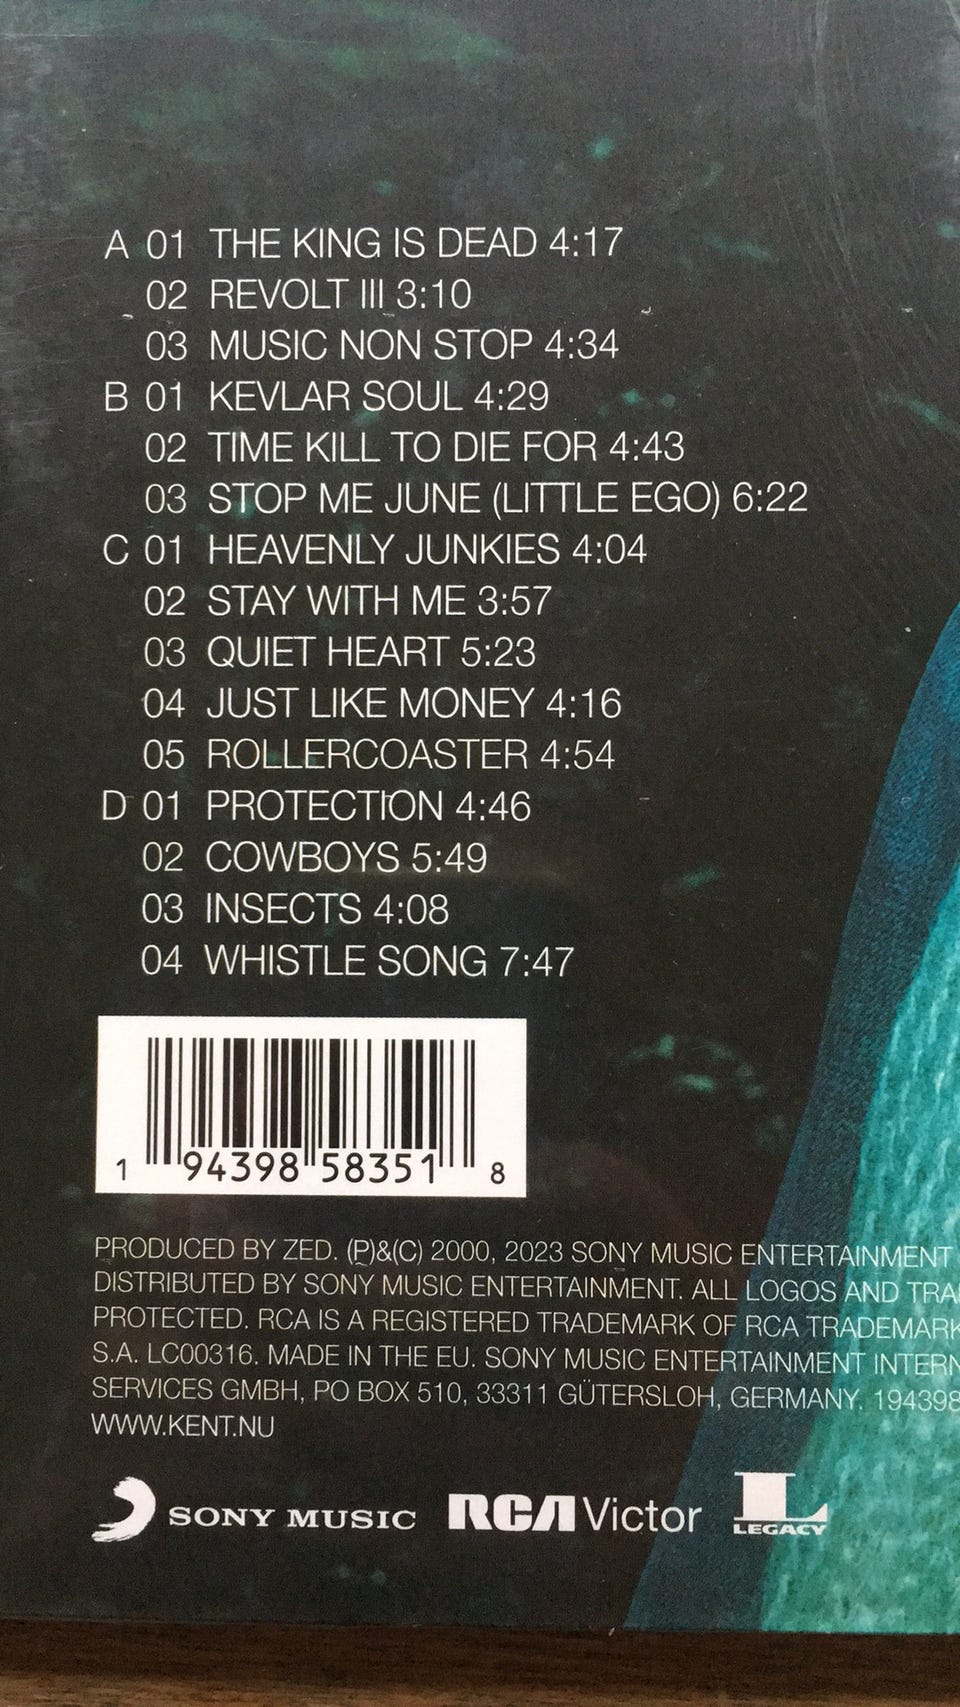 A 01 THE KING IS DEAD 4:17
02 REVOLT III 3:10
03 MUSIC NON STOP 4:34
B 01 KEVLAR SOUL 4:29
02 TIME KILL TO DIE FOR 4:43
03 STOP ME JUNE (LITTLE EGO) 6:22
C 01 HEAVENLY JUNKIES 4:04
02 STAY WITH ME 3:57
03 QUIET HEART 5:23
04 JUST LIKE MONEY 4:16
05 ROLLERCOASTER 4:54
D 01 PROTECTION 4:46
02 COWBOYS 5:49
03 INSECTS 4:08
04 WHISTLE SONG 7:47
1 94398 58351 8
PRODUCED BY ZED. (P)&(C) 2000, 2023 SONY MUSIC ENTERTAINMENT
DISTRIBUTED BY SONY MUSIC ENTERTAINMENT. ALL LOGOS AND TRA
PROTECTED. RCA IS A REGISTERED TRADEMARK OF RCA TRADEMARK
S.A. LC00316. MADE IN THE EU. SONY MUSIC ENTERTAINMENT INTERN
SERVICES GMBH, PO BOX 510, 33311 GÜTERSLOH, GERMANY. 194398
WWW.KENT.NU
SONY MUSIC RCA Victor L LEGACY